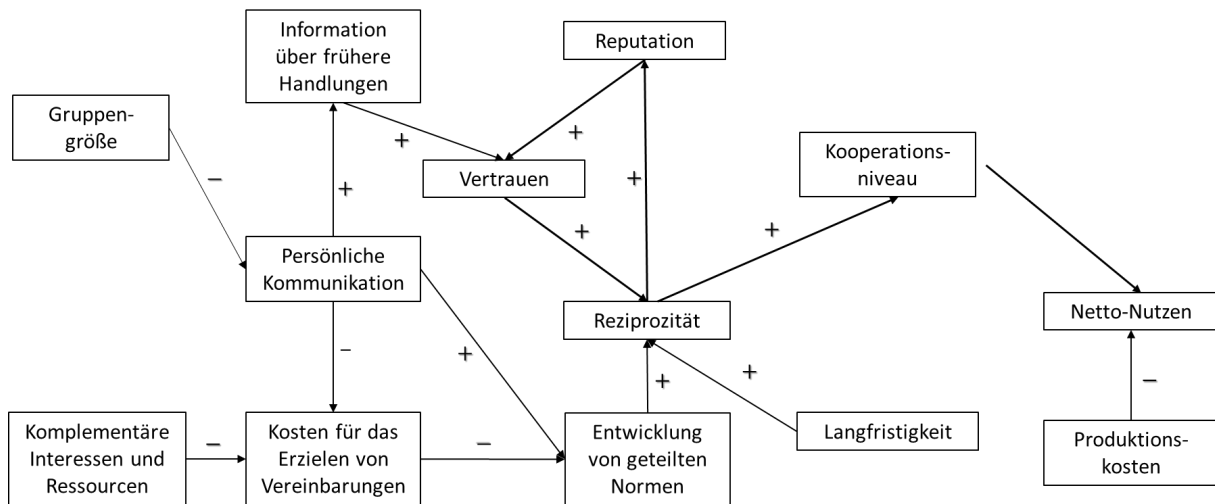 Information
über frühere
Handlungen
Reputation
Gruppen-
größe
+
+
Vertrauen
Kooperations-
niveau
–
+
+
+
+
Persönliche
Kommunikation
Reziprozität
Netto-Nutzen
–
+
+
+
–
Komplementäre
Interessen und
Ressourcen
–
Kosten für das
Erzielen von
Vereinbarungen
–
Entwicklung
von geteilten
Normen
Langfristigkeit
Produktions-
kosten